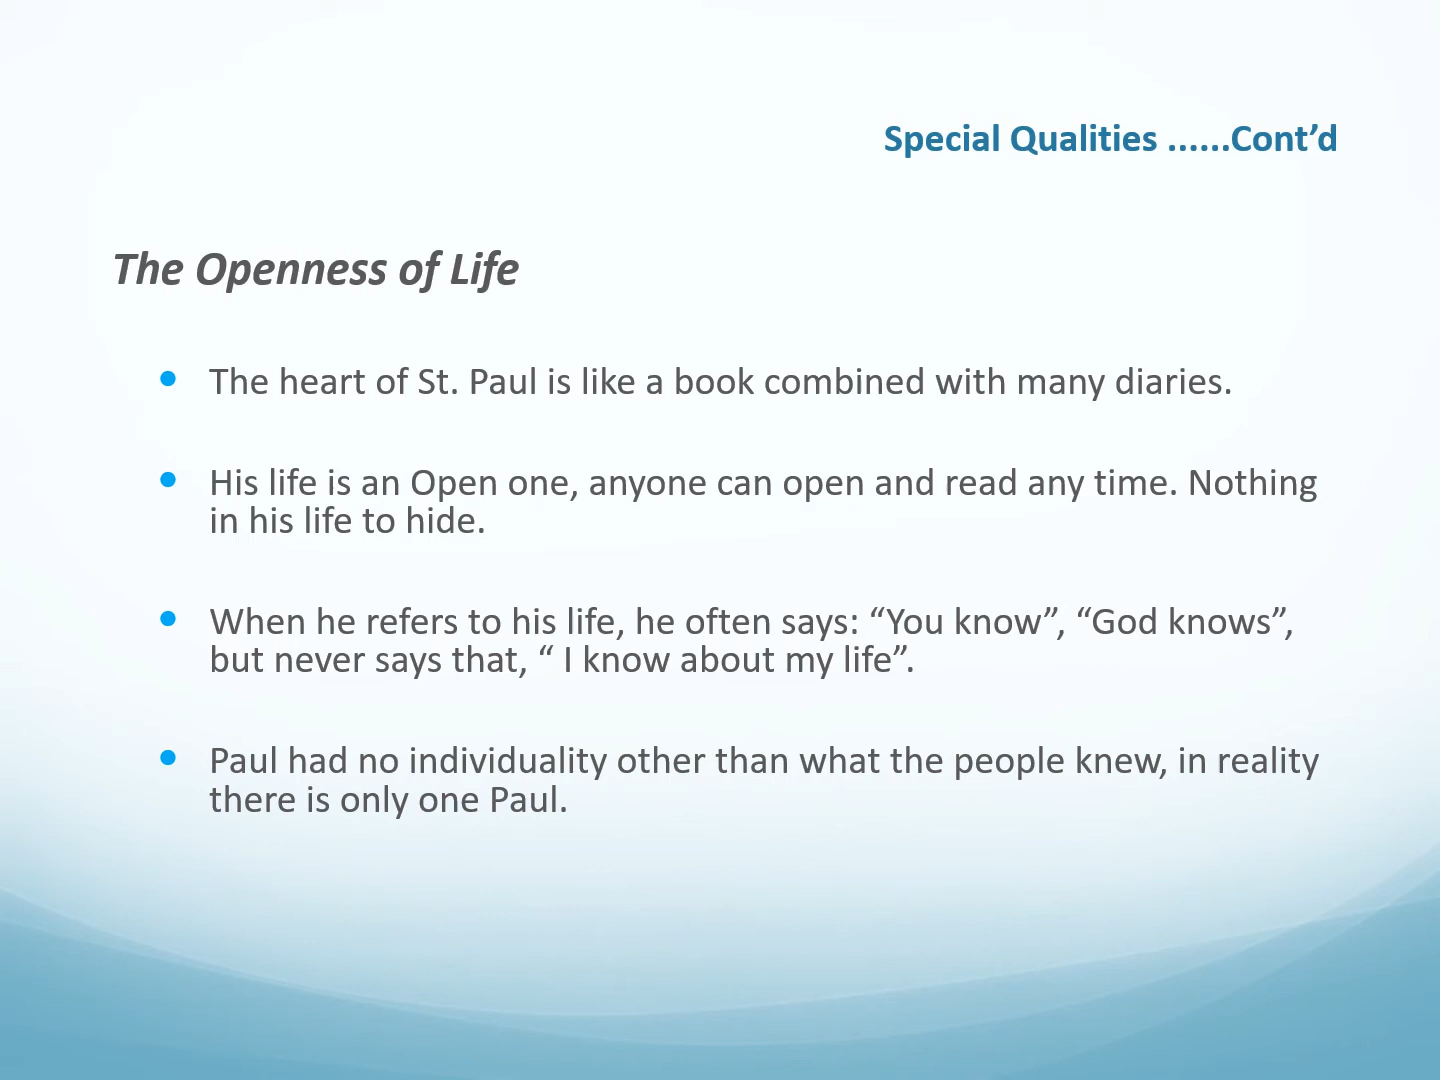 Special Qualities ......Cont’d
The Openness of Life
• The heart of St. Paul is like a book combined with many diaries.
• His life is an Open one, anyone can open and read any time. Nothing
in his life to hide.
• When he refers to his life, he often says: “You know”, “God knows”,
but never says that, “ I know about my life”.
• Paul had no individuality other than what the people knew, in reality
there is only one Paul.